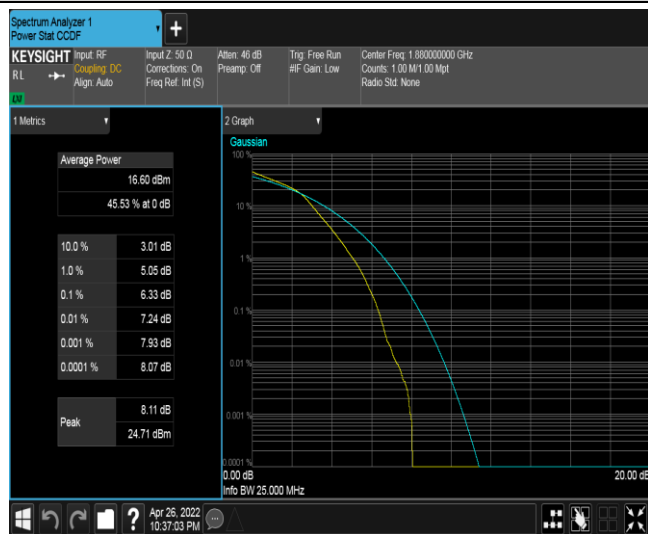 Spectrum Analyzer 1
Power Stat CCDF
+
KEYSIGHT
RL
LXI
Input: RF
Coupling: DC
Align: Auto
Input Z: 50 Ω
Corrections: On
Freq Ref: Int (S)
Atten: 46 dB
Preamp: Off
Trig: Free Run
#IF Gain: Low
Center Freq: 1.880000000 GHz
Counts: 1.00 M/1.00 Mpt
Radio Std: None
1 Metrics
Average Power
16.60 dBm
45.53 % at 0 dB
10.0 % 3.01 dB
1.0 % 5.05 dB
0.1 % 6.33 dB
0.01 % 7.24 dB
0.001 % 7.93 dB
0.0001 % 8.07 dB
Peak
8.11 dB
24.71 dBm
2 Graph
Gaussian
100 %
10 %
1 %
0.1 %
0.01 %
0.001 %
0.0001 %
0.00 dB 20.00 dB
Info BW 25.000 MHz
?
Apr 26, 2022
10:37:03 PM